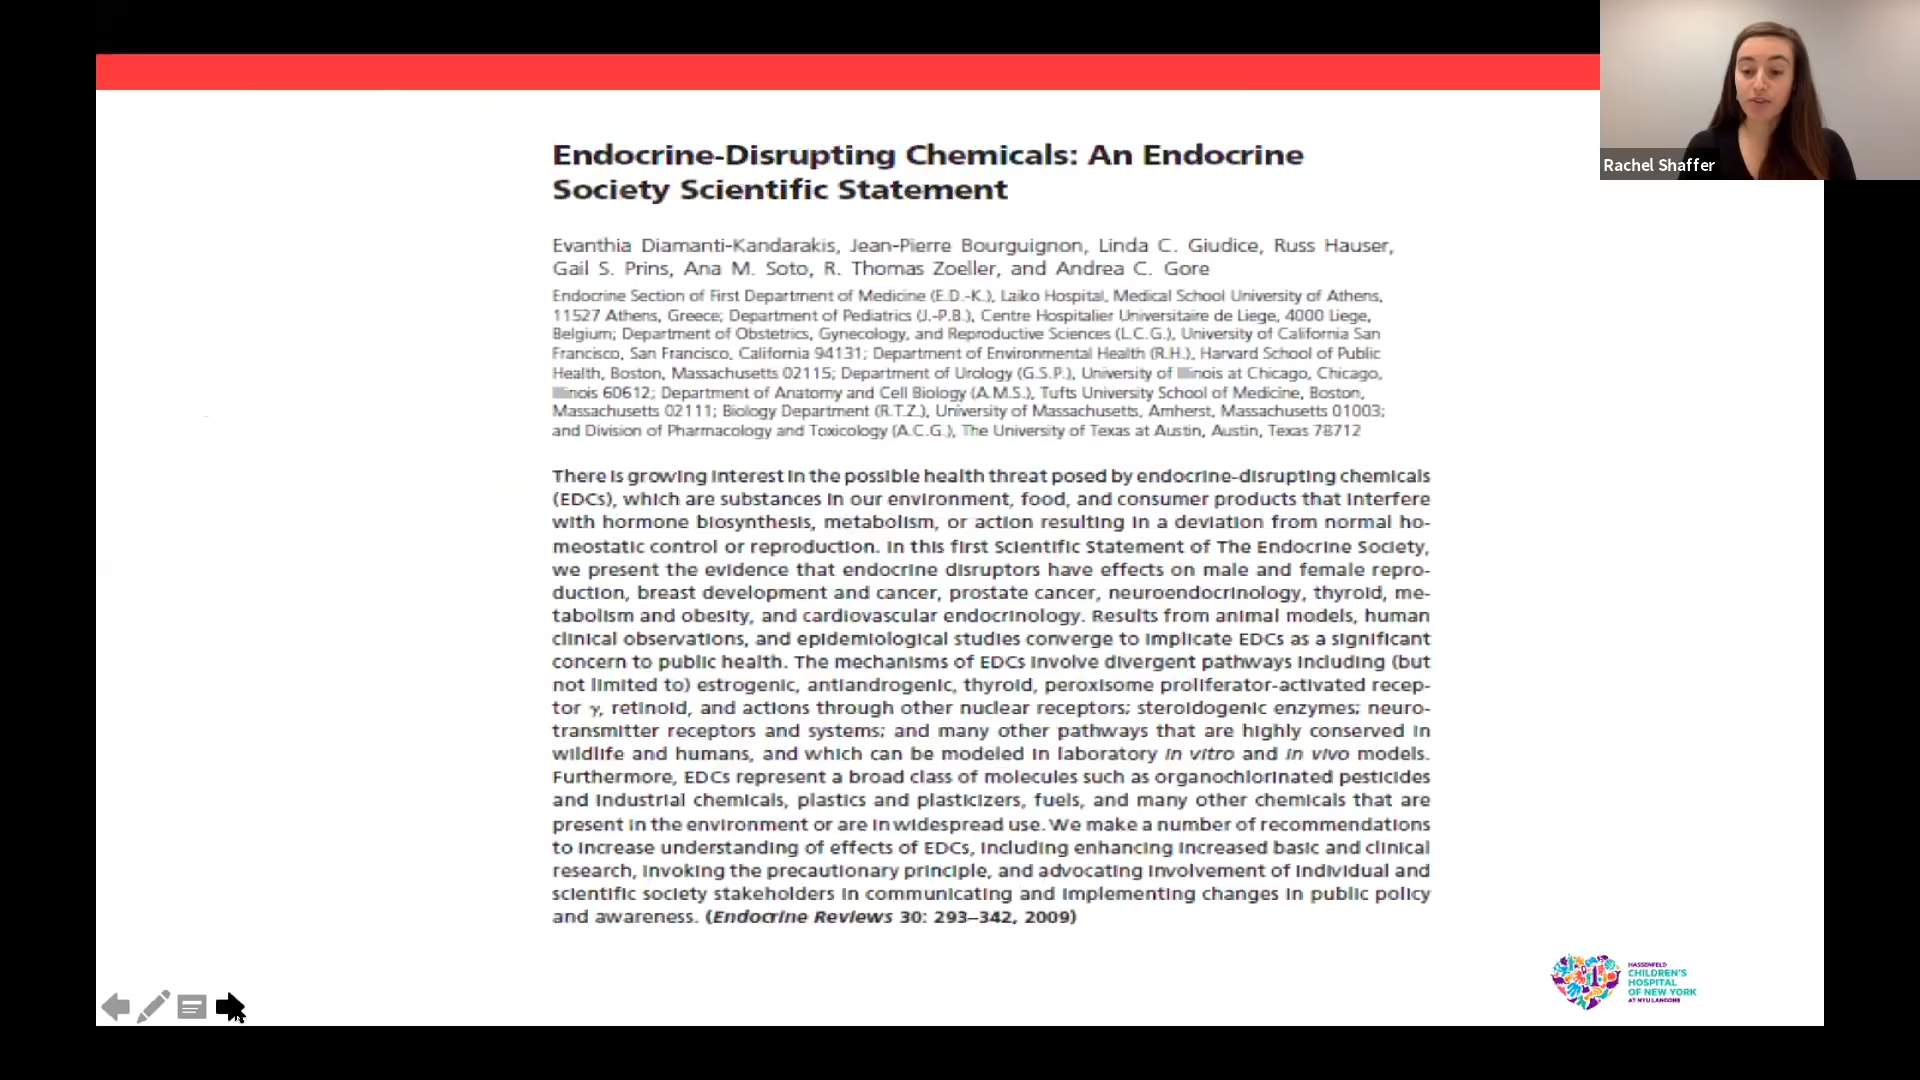 Endocrine-Disrupting Chemicals: An Endocrine
Society Scientific Statement
Evanthia Diamanti-Kandarakis, Jean-Pierre Bourguignon, Linda C. Giudice, Russ Hauser,
Gail S. Prins, Ana M. Soto, R. Thomas Zoeller, and Andrea C. Gore
Endocrine Section of First Department of Medicine (E.D.-K.), Laiko Hospital, Medical School University of Athens,
11527 Athens, Greece; Department of Pediatrics (J.-P.B.), Centre Hospitalier Universitaire de Liege, 4000 Liege,
Belgium; Department of Obstetrics, Gynecology, and Reproductive Sciences (L.C.G.), University of California San
Francisco, San Francisco, California 94131; Department of Environmental Health (R.H.), Harvard School of Public
Health, Boston, Massachusetts 02115; Department of Urology (G.S.P.), University of Illinois at Chicago, Chicago,
Illinois 60612; Department of Anatomy and Cell Biology (A.M.S.), Tufts University School of Medicine, Boston,
Massachusetts 02111; Biology Department (R.T.Z.), University of Massachusetts, Amherst, Massachusetts 01003;
and Division of Pharmacology and Toxicology (A.C.G.), The University of Texas at Austin, Austin, Texas 78712
There is growing interest in the possible health threat posed by endocrine-disrupting chemicals
(EDCs), which are substances in our environment, food, and consumer products that interfere
with hormone biosynthesis, metabolism, or action resulting in a deviation from normal ho-
meostatic control or reproduction. In this first Scientific Statement of The Endocrine Society,
we present the evidence that endocrine disruptors have effects on male and female repro-
duction, breast development and cancer, prostate cancer, neuroendocrinology, thyroid, me-
tabolism and obesity, and cardiovascular endocrinology. Results from animal models, human
clinical observations, and epidemiological studies converge to implicate EDCs as a significant
concern to public health. The mechanisms of EDCs involve divergent pathways including (but
not limited to) estrogenic, antiandrogenic, thyroid, peroxisome proliferator-activated recep-
tor γ, retinoid, and actions through other nuclear receptors; steroidogenic enzymes; neuro-
transmitter receptors and systems; and many other pathways that are highly conserved in
wildlife and humans, and which can be modeled in laboratory in vitro and in vivo models.
Furthermore, EDCs represent a broad class of molecules such as organochlorinated pesticides
and industrial chemicals, plastics and plasticizers, fuels, and many other chemicals that are
present in the environment or are in widespread use. We make a number of recommendations
to increase understanding of effects of EDCs, including enhancing increased basic and clinical
research, invoking the precautionary principle, and advocating involvement of individual and
scientific society stakeholders in communicating and implementing changes in public policy
and awareness. (Endocrine Reviews 30: 293–342, 2009)
Rachel Shaffer
HASSENFELD
CHILDREN'S
HOSPITAL
OF NEW YORK
AT NYU LANGONE